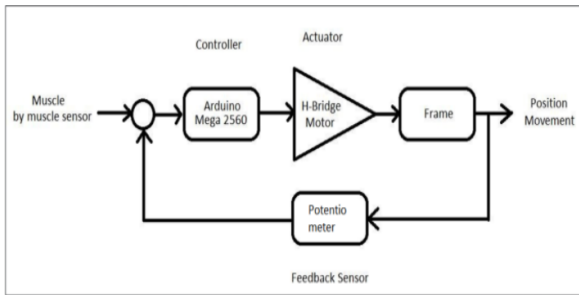 Controller
Actuator
Muscle
by muscle sensor
Arduino
Mega 2560
H-Bridge
Motor
Frame
Position
Movement
Potentio
meter
Feedback Sensor